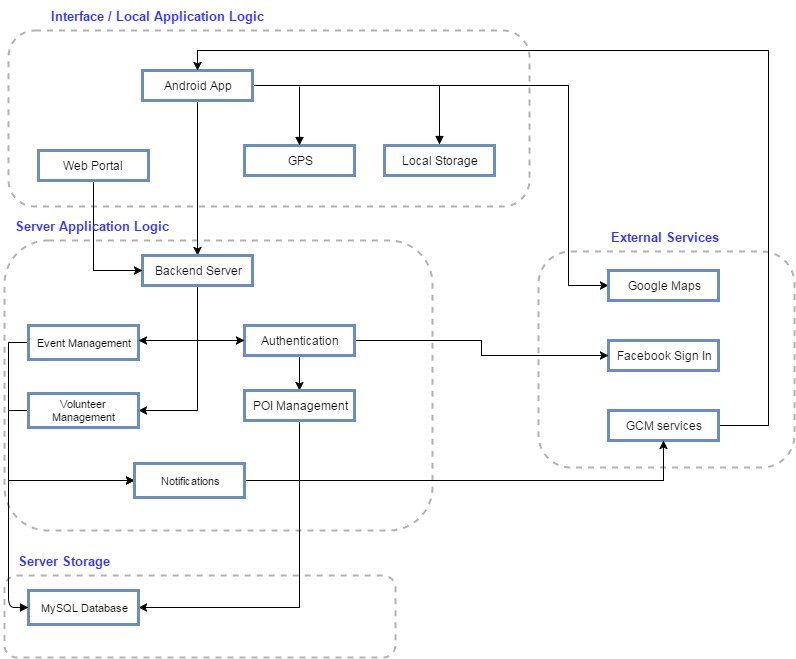 Interface / Local Application Logic
Android App
Web Portal
GPS
Local Storage
Server Application Logic
External Services
Backend Server
Google Maps
Event Management
Authentication
Facebook Sign In
Volunteer
Management
POI Management
GCM services
Notifications
Server Storage
MySQL Database